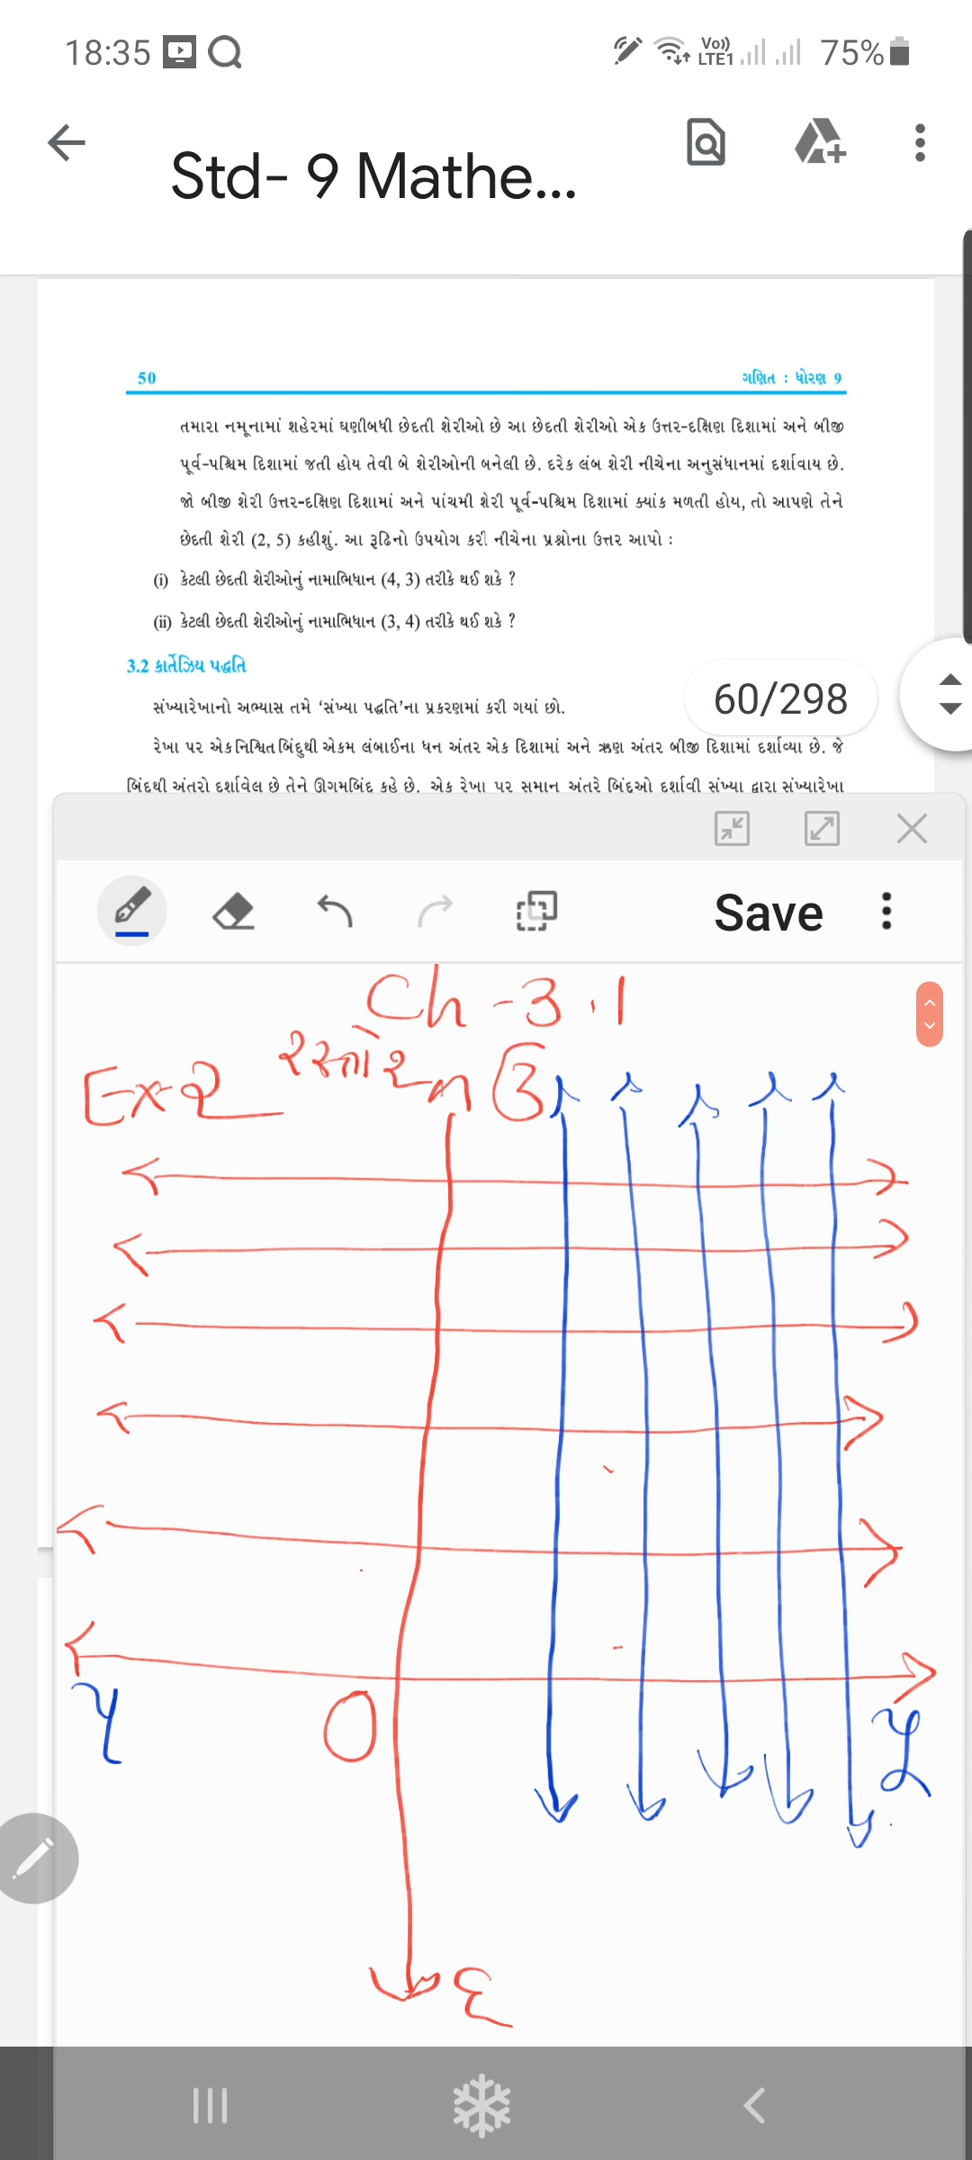 18:35 Vo)) LTE1 75%
Std- 9 Mathe...
50 ગણિત : ધોરણ 9
તમારા નમૂનામાં શહેરમાં ઘણીબધી છેદતી શેરીઓ છે આ છેદતી શેરીઓ એક ઉત્તર-દક્ષિણ દિશામાં અને બીજી
પૂર્વ-પશ્ચિમ દિશામાં જતી હોય તેવી બે શેરીઓની બનેલી છે. દરેક લંબ શેરી નીચેના અનુસંધાનમાં દર્શાવાય છે.
જો બીજી શેરી ઉત્તર-દક્ષિણ દિશામાં અને પાંચમી શેરી પૂર્વ-પશ્ચિમ દિશામાં ક્યાંક મળતી હોય, તો આપણે તેને
છેદતી શેરી (2, 5) કહીશું. આ રૂઢિનો ઉપયોગ કરી નીચેના પ્રશ્નોના ઉત્તર આપો :
(i) કેટલી છેદતી શેરીઓનું નામાભિધાન (4, 3) તરીકે થઈ શકે ?
(ii) કેટલી છેદતી શેરીઓનું નામાભિધાન (3, 4) તરીકે થઈ શકે ?
3.2 કાર્તેઝિય પદ્ધતિ
સંખ્યારેખાનો અભ્યાસ તમે ‘સંખ્યા પદ્ધતિ’ના પ્રકરણમાં કરી ગયાં છો.
60/298
રેખા પર એક નિશ્ચિત બિંદુથી એકમ લંબાઈના ધન અંતર એક દિશામાં અને ઋણ અંતર બીજી દિશામાં દર્શાવ્યા છે. જે
બિંદુથી અંતરો દર્શાવેલ છે તેને ઊગમબિંદુ કહે છે. એક રેખા પર સમાન અંતરે બિંદુઓ દર્શાવી સંખ્યા દ્વારા સંખ્યારેખા
Save
Ch - 3.1
Ex-2
O
દ